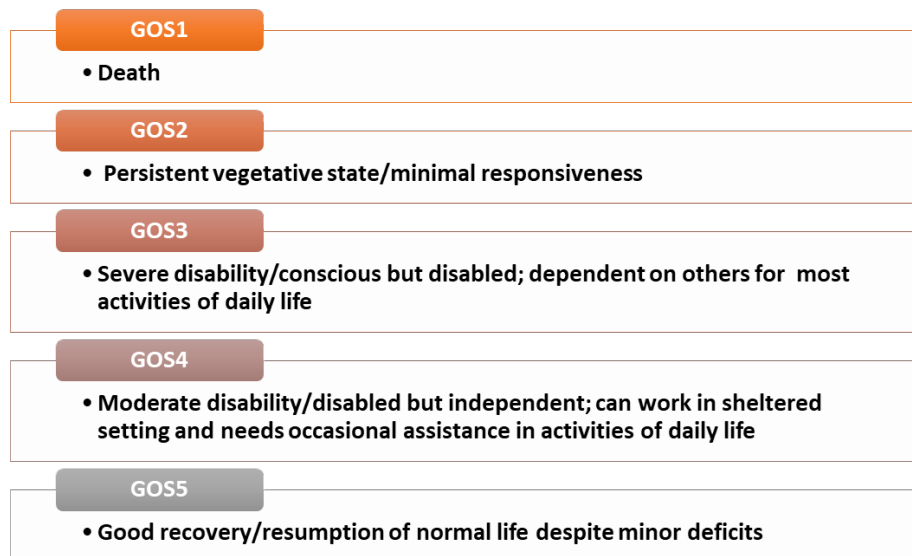 GOS1
• Death
GOS2
• Persistent vegetative state/minimal responsiveness
GOS3
• Severe disability/conscious but disabled; dependent on others for most
activities of daily life
GOS4
• Moderate disability/disabled but independent; can work in sheltered
setting and needs occasional assistance in activities of daily life
GOS5
• Good recovery/resumption of normal life despite minor deficits